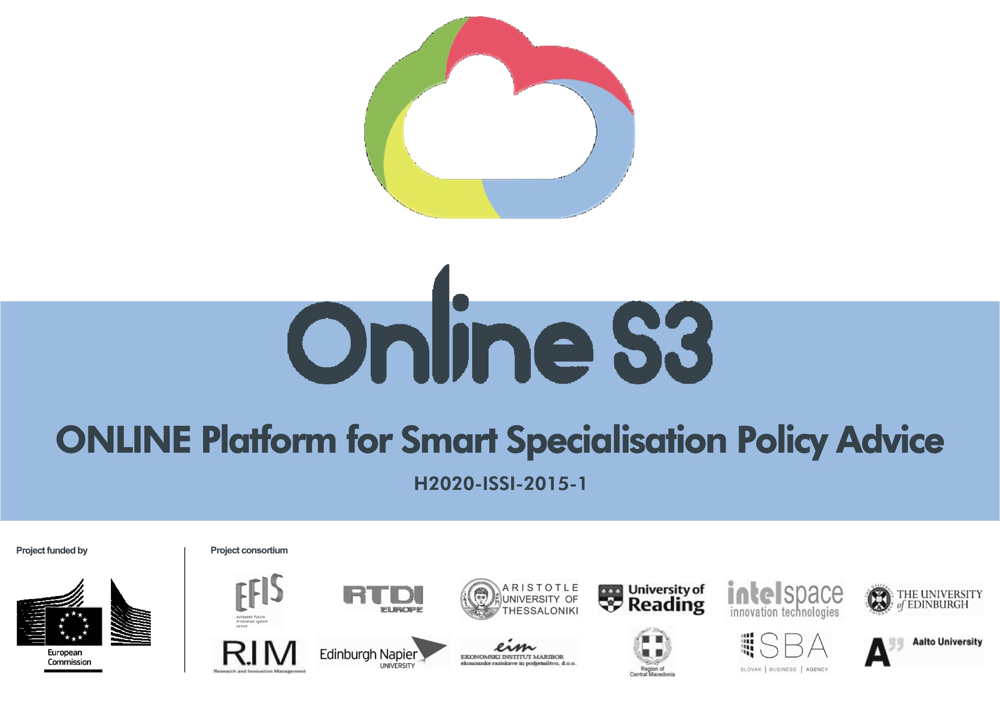 Online S3
ONLINE Platform for Smart Specialisation Policy Advice
H2020-ISSI-2015-1
Project funded by
European
Commission
Project consortium
EFIS
european future
innovation system
centre
RTDI
EUROPE
ARISTOTLE
UNIVERSITY OF
THESSALONIKI
University of
Reading
intelspace
innovation technologies
THE UNIVERSITY
of EDINBURGH
R.IM
Research and Innovation Management
Edinburgh Napier
UNIVERSITY
eim
EKONOMSKI INSTITUT MARIBOR
ekonomske raziskave in podjetništvo, d.o.o.
Region of
Central Macedonia
SBA
SLOVAK | BUSINESS | AGENCY
A”
Aalto University